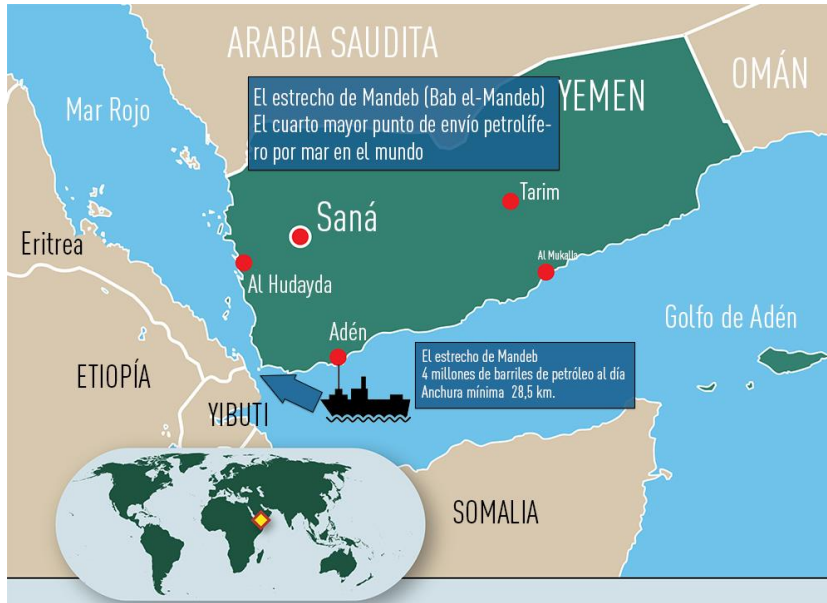 ARABIA SAUDITA
OMÁN
YEMEN
Mar Rojo
El estrecho de Mandeb (Bab el-Mandeb)
El cuarto mayor punto de envío petrolífe-
ro por mar en el mundo
Tarim
Saná
Eritrea
Al Hudayda
Al Mukalla
Golfo de Adén
Adén
El estrecho de Mandeb
4 millones de barriles de petróleo al día
Anchura mínima 28,5 km.
ETIOPÍA
YIBUTI
SOMALIA